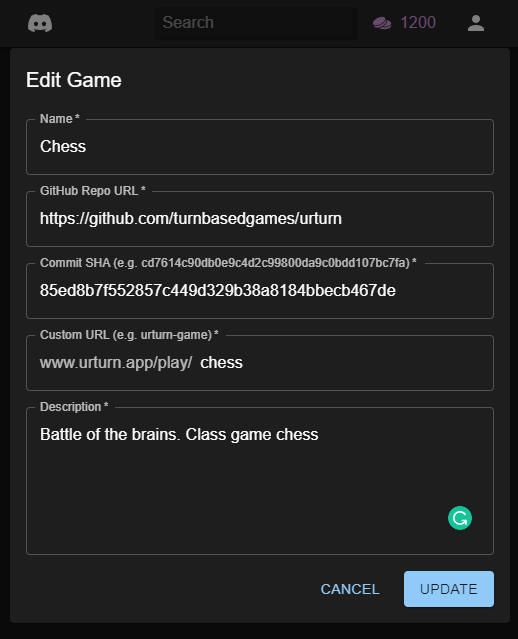 Search
1200
Edit Game
Name *
Chess
GitHub Repo URL *
https://github.com/turnbasedgames/urturn
Commit SHA (e.g. cd7614c90db0e9c4d2c99800da9c0bdd107bc7fa) *
85ed8b7f552857c449d329b38a8184bbecb467de
Custom URL (e.g. urturn-game) *
www.urturn.app/play/ chess
Description *
Battle of the brains. Class game chess
CANCEL
UPDATE